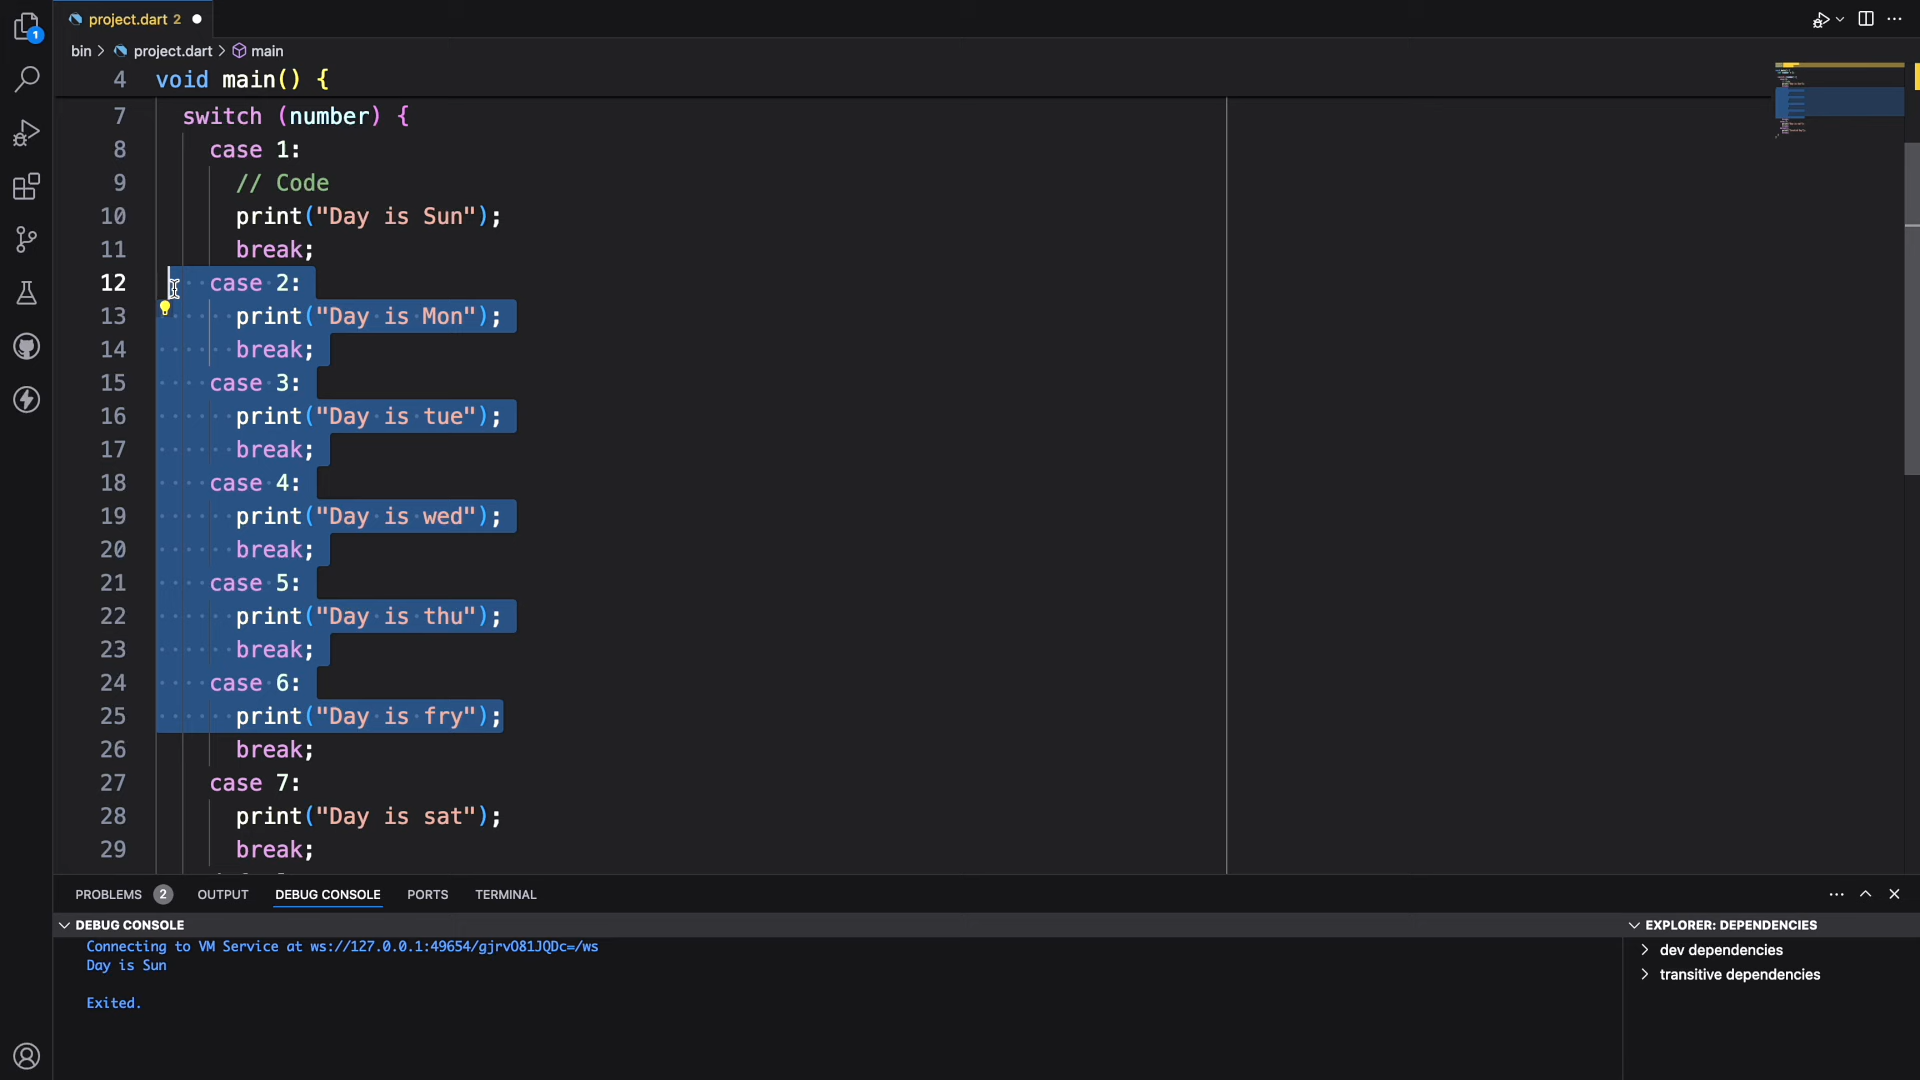 project.dart 2
1
bin > project.dart > main
4 void main() {
7 switch (number) {
8 case 1:
9 // Code
10 print("Day is Sun");
11 break;
12 case 2:
13 print("Day is Mon");
14 break;
15 case 3:
16 print("Day is tue");
17 break;
18 case 4:
19 print("Day is wed");
20 break;
21 case 5:
22 print("Day is thu");
23 break;
24 case 6:
25 print("Day is fry");
26 break;
27 case 7:
28 print("Day is sat");
29 break;
PROBLEMS 2 OUTPUT DEBUG CONSOLE PORTS TERMINAL
DEBUG CONSOLE
Connecting to VM Service at ws://127.0.0.1:49654/gjrvO81JQDc=/ws
Day is Sun
Exited.
EXPLORER: DEPENDENCIES
dev dependencies
transitive dependencies